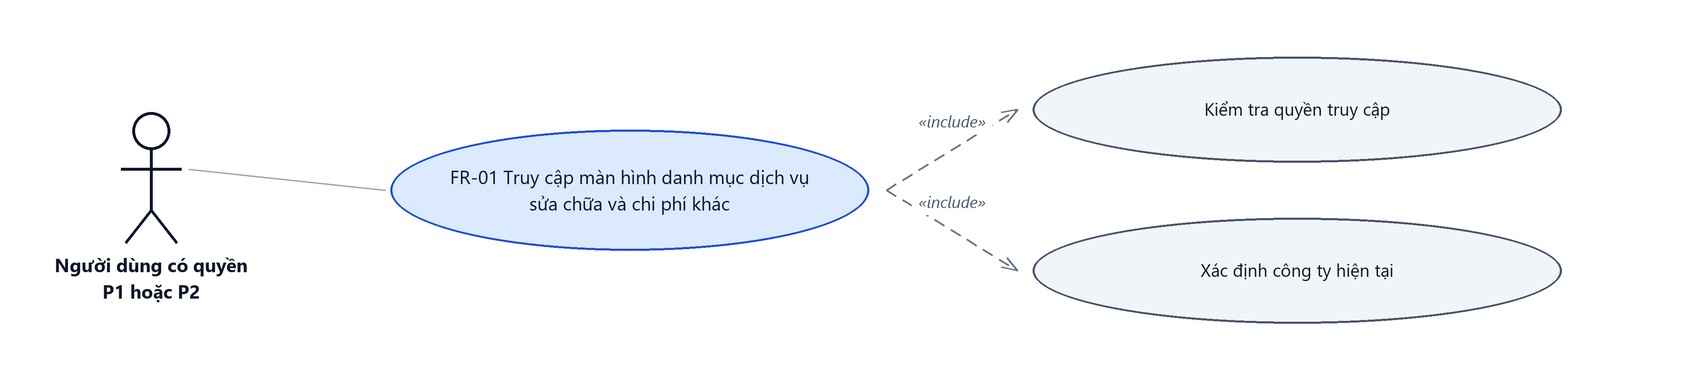 Người dùng có quyền
P1 hoặc P2
FR-01 Truy cập màn hình danh mục dịch vụ
sửa chữa và chi phí khác
«include»
«include»
Kiểm tra quyền truy cập
Xác định công ty hiện tại